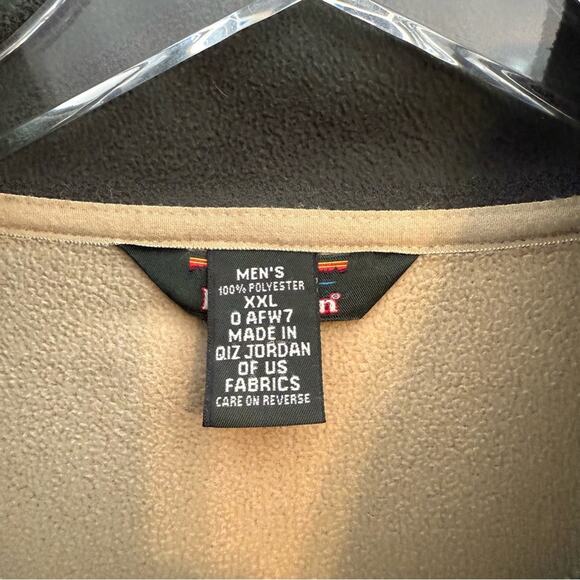 MEN'S
100% POLYESTER
XXL
0 AFW7
MADE IN
QIZ JORDAN
OF US
FABRICS
CARE ON REVERSE